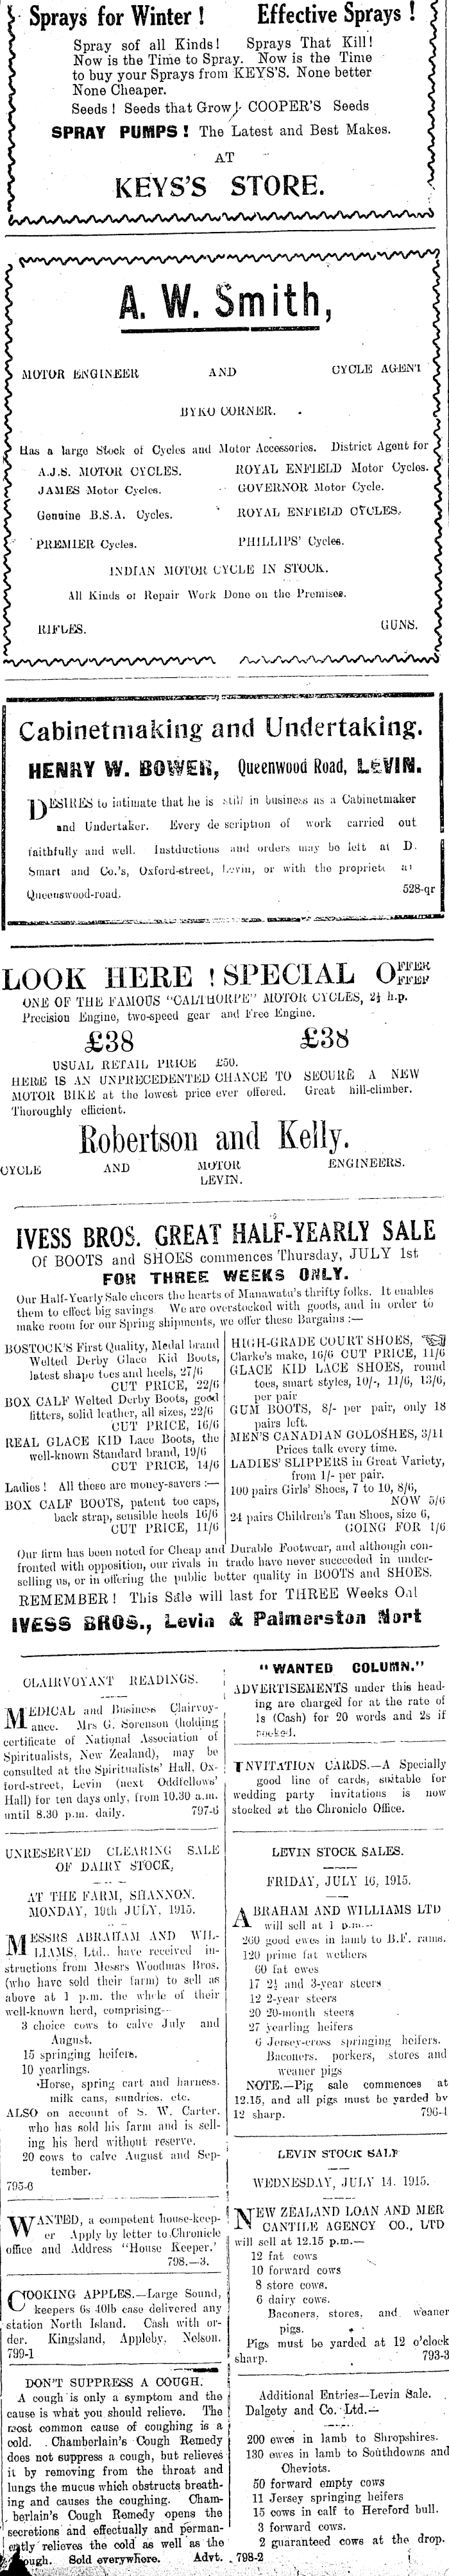 Sprays for Winter ! Effective Sprays !
Spray sof all Kinds! Sprays That Kill!
Now is the Time to Spray. Now is the Time
to buy your Sprays from KEYS'S. None better
None Cheaper.
Seeds ! Seeds that Grow ! COOPER'S Seeds
SPRAY PUMPS ! The Latest and Best Makes.
AT
KEYS'S STORE.
A. W. Smith,
MOTOR ENGINEER AND CYCLE AGENT
BYKO CORNER.
Has a large Stock of Cycles and Motor Accessories. District Agent for
A.J.S. MOTOR CYCLES. ROYAL ENFIELD Motor Cycles.
JAMES Motor Cycles. GOVERNOR Motor Cycle.
Genuine B.S.A. Cycles. ROYAL ENFIELD CYCLES.
PREMIER Cycles. PHILLIPS' Cycles.
INDIAN MOTOR CYCLE IN STOCK.
All Kinds of Repair Work Done on the Premises.
RIFLES. GUNS.
Cabinetmaking and Undertaking.
HENRY W. BOWER, Queenwood Road, LEVIN.
DESIRES to intimate that he is still in business as a Cabinetmaker
and Undertaker. Every de scription of work carried out
faithfully and well. Instductions and orders may be left at D.
Smart and Co.'s, Oxford-street, Levin, or with the propriet at
Queenswood-road. 528-qr
LOOK HERE ! SPECIAL OFFER
ONE OF THE FAMOUS "CALTHORPE" MOTOR CYCLES, 2½ h.p.
Precision Engine, two-speed gear and Free Engine.
£38 £38
USUAL RETAIL PRICE £50.
HERE IS AN UNPRECEDENTED CHANCE TO SECURE A NEW
MOTOR BIKE at the lowest price ever offered. Great hill-climber.
Thoroughly efficient.
Robertson and Kelly.
CYCLE AND MOTOR ENGINEERS.
LEVIN.
IVESS BROS. GREAT HALF-YEARLY SALE
Of BOOTS and SHOES commences Thursday, JULY 1st
FOR THREE WEEKS ONLY.
Our Half-Yearly Sale cheers the hearts of Manawatu's thrifty folks. It enables
them to effect big savings. We are overstocked with goods, and in order to
make room for our Spring shipments, we offer these Bargains :—
BOSTOCK'S First Quality, Medal brand
Welted Derby Glace Kid Boots,
latest shape toes and heels, 27/6
CUT PRICE, 22/6
BOX CALF Welted Derby Boots, good
fitters, solid leather, all sizes, 22/6
CUT PRICE, 16/6
REAL GLACE KID Lace Boots, the
well-known Standard brand, 19/6
CUT PRICE, 14/6
Ladies ! All these are money-savers :—
BOX CALF BOOTS, patent toe caps,
back strap, sensible heels 16/6
CUT PRICE, 11/6
HIGH-GRADE COURT SHOES,
Clarke's make, 16/6 CUT PRICE, 11/6
GLACE KID LACE SHOES, round
toes, smart styles, 10/-, 11/6, 13/6,
per pair
GUM BOOTS, 8/- per pair, only 18
pairs left.
MEN'S CANADIAN GOLOSHES, 3/11
Prices talk every time.
LADIES' SLIPPERS in Great Variety,
from 1/- per pair.
100 pairs Girls' Shoes, 7 to 10, 8/6,
NOW 5/6
24 pairs Children's Tan Shoes, size 6,
GOING FOR 1/6
Our firm has been noted for Cheap and Durable Footwear, and although con-
fronted with opposition, our rivals in trade have never succeeded in under-
selling us, or in offering the public better quality in BOOTS and SHOES.
REMEMBER ! This Sale will last for THREE Weeks Onl
IVESS BROS., Levin & Palmerston Nort
CLAIRVOYANT READINGS.
MEDICAL and Business Clairvoy-
ance. Mrs G. Sorenson (holding
certificate of National Association of
Spiritualists, New Zealand), may be
consulted at the Spiritualists' Hall, Ox-
ford-street, Levin (next Oddfellows'
Hall) for ten days only, from 10.30 a.m.
until 8.30 p.m. daily. 797-6
UNRESERVED CLEARING SALE
OF DAIRY STOCK,
AT THE FARM, SHANNON.
MONDAY, 19th JULY, 1915.
MESSRS ABRAHAM AND WIL-
LIAMS, Ltd., have received in-
structions from Messrs Woodmas Bros.
(who have sold their farm) to sell as
above at 1 p.m. the whole of their
well-known herd, comprising—
3 choice cows to calve July and
August.
15 springing heifers.
10 yearlings.
Horse, spring cart and harness.
milk cans, sundries, etc.
ALSO on account of S. W. Carter.
who has sold his farm and is sell-
ing his herd without reserve.
20 cows to calve August and Sep-
tember.
795-6
WANTED, a competent house-keep-
er Apply by letter to Chronicle
office and Address "House Keeper.'
798.—3.
COOKING APPLES.—Large Sound,
keepers 6s 40lb case delivered any
station North Island. Cash with or-
der. Kingsland, Appleby, Nelson.
799-1
DON'T SUPPRESS A COUGH.
A cough is only a symptom and the
cause is what you should relieve. The
most common cause of coughing is a
cold. Chamberlain's Cough Remedy
does not suppress a cough, but relieves
it by removing from the throat and
lungs the mucus which obstructs breath-
ing and causes the coughing. Cham-
berlain's Cough Remedy opens the
secretions and effectually and perman-
ently relieves the cold as well as the
cough. Sold everywhere. Advt.
"WANTED COLUMN."
ADVERTISEMENTS under this head-
ing are charged for at the rate of
1s (Cash) for 20 words and 2s if
booked.
INVITATION CARDS.—A Specially
good line of cards, suitable for
wedding party invitations is now
stocked at the Chronicle Office.
LEVIN STOCK SALES.
FRIDAY, JULY 16, 1915.
ABRAHAM AND WILLIAMS LTD
will sell at 1 p.m.—
260 good ewes in lamb to B.F. rams.
120 prime fat wethers
60 fat ewes
17 2½ and 3-year steers
12 2-year steers
20 20-month steers
27 yearling heifers
6 Jersey-cross springing heifers.
Baconers, porkers, stores and
weaner pigs
NOTE.—Pig sale commences at
12.15, and all pigs must be yarded by
12 sharp. 796-4
LEVIN STOCK SALE
WEDNESDAY, JULY 14. 1915.
NEW ZEALAND LOAN AND MER
CANTILE AGENCY CO., LTD
will sell at 12.15 p.m.—
12 fat cows
10 forward cows
8 store cows.
6 dairy cows.
Baconers, stores, and weaner
pigs.
Pigs must be yarded at 12 o'clock
sharp. 793-3
Additional Entries—Levin Sale.
Dalgety and Co. Ltd.—
200 ewes in lamb to Shropshires.
130 ewes in lamb to Southdowns and
Cheviots.
50 forward empty cows
11 Jersey springing heifers
15 cows in calf to Hereford bull.
3 forward cows.
2 guaranteed cows at the drop.
798-2